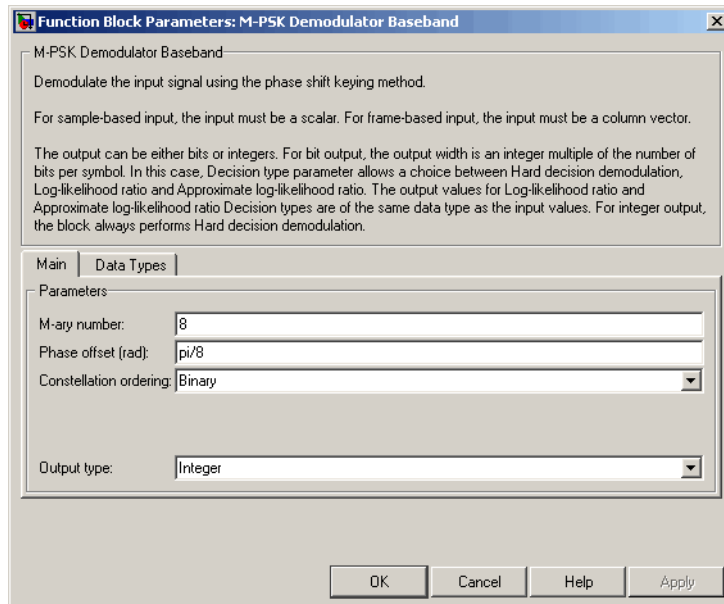 Function Block Parameters: M-PSK Demodulator Baseband
M-PSK Demodulator Baseband
Demodulate the input signal using the phase shift keying method.
For sample-based input, the input must be a scalar. For frame-based input, the input must be a column vector.
The output can be either bits or integers. For bit output, the output width is an integer multiple of the number of
bits per symbol. In this case, Decision type parameter allows a choice between Hard decision demodulation,
Log-likelihood ratio and Approximate log-likelihood ratio. The output values for Log-likelihood ratio and
Approximate log-likelihood ratio Decision types are of the same data type as the input values. For integer output,
the block always performs Hard decision demodulation.
Main Data Types
Parameters
M-ary number: 8
Phase offset (rad): pi/8
Constellation ordering: Binary
Output type: Integer
OK Cancel Help Apply